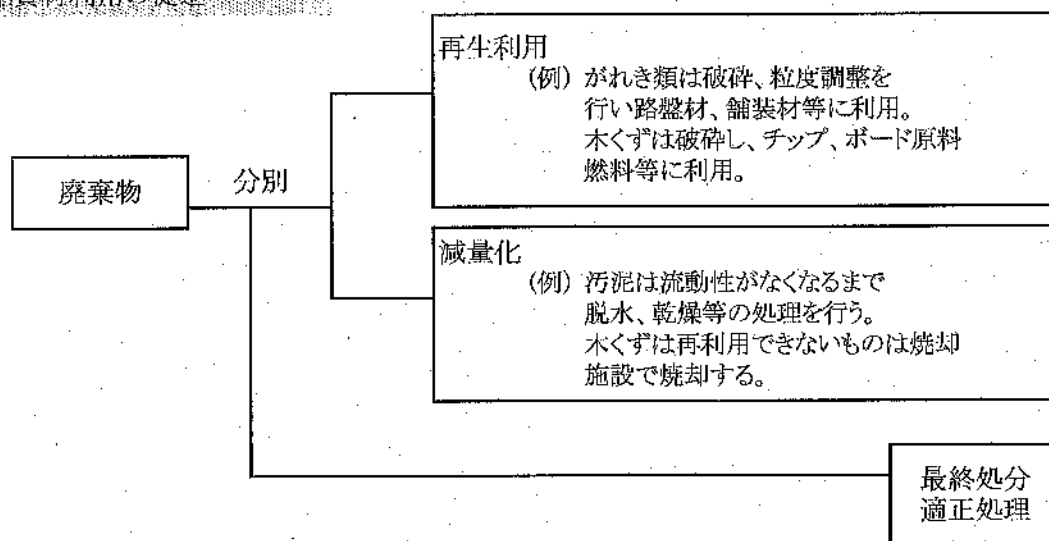 再生利用
(例) がれき類は破砕、粒度調整を
行い路盤材、舗装材等に利用。
木くずは破砕し、チップ、ボード原料
燃料等に利用。
廃棄物
分別
減量化
(例) 汚泥は流動性がなくなるまで
脱水、乾燥等の処理を行う。
木くずは再利用できないものは焼却
施設で焼却する。
最終処分
適正処理